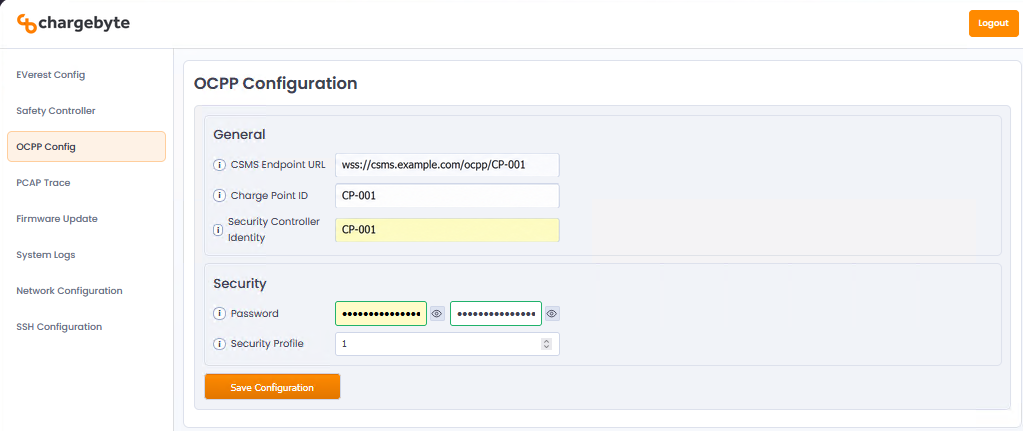 chargebyte
Logout
EVerest Config
Safety Controller
OCPP Config
PCAP Trace
Firmware Update
System Logs
Network Configuration
SSH Configuration
OCPP Configuration
General
CSMS Endpoint URL wss://csms.example.com/ocpp/CP-001
Charge Point ID CP-001
Security Controller
Identity CP-001
Security
Password ••••••••••••••• •••••••••••••••
Security Profile 1
Save Configuration